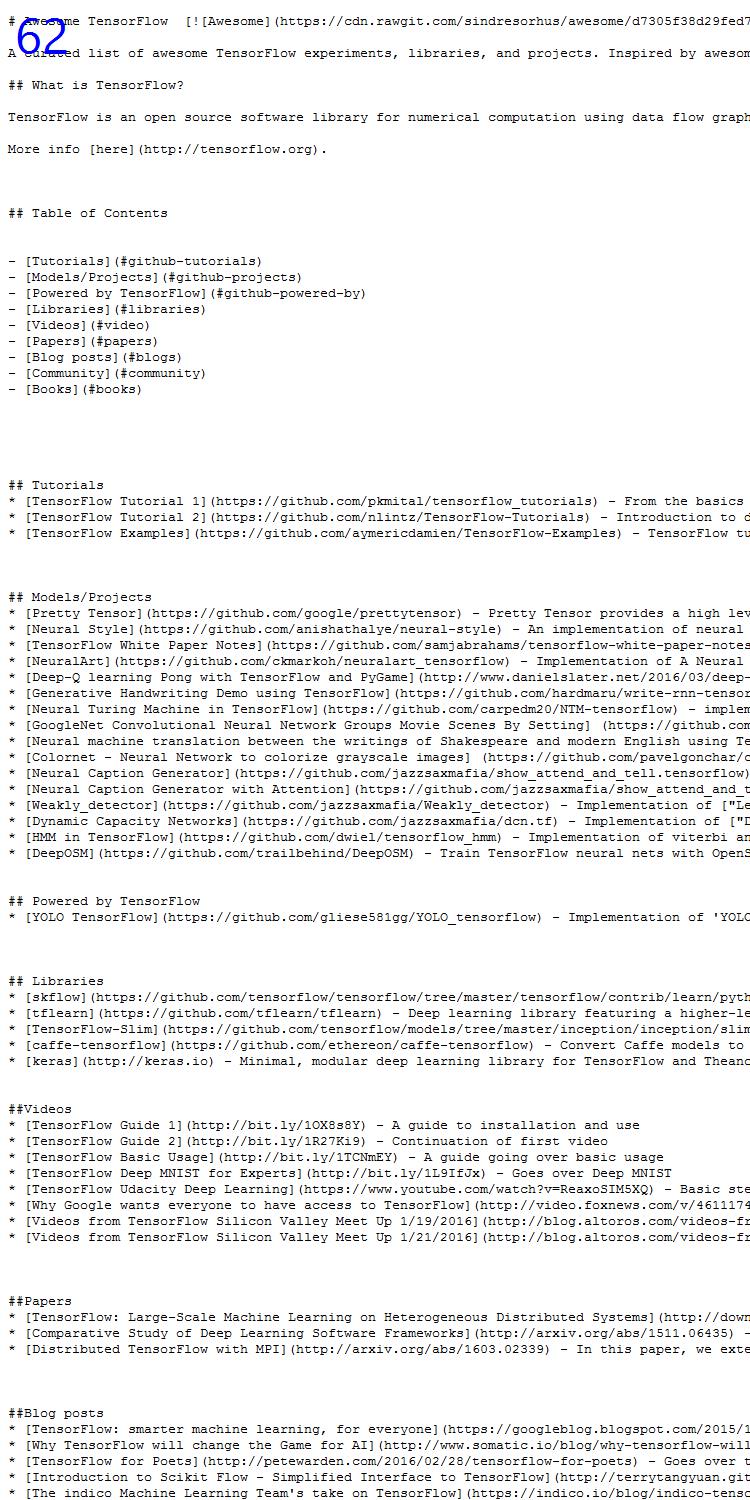 # Awesome TensorFlow  [![Awesome](https://cdn.rawgit.com/sindresorhus/awesome/d7305f38d29fed7
62
A curated list of awesome TensorFlow experiments, libraries, and projects. Inspired by awesom
## What is TensorFlow?
TensorFlow is an open source software library for numerical computation using data flow graph
More info [here](http://tensorflow.org).
## Table of Contents
- [Tutorials](#github-tutorials)
- [Models/Projects](#github-projects)
- [Powered by TensorFlow](#github-powered-by)
- [Libraries](#libraries)
- [Videos](#video)
- [Papers](#papers)
- [Blog posts](#blogs)
- [Community](#community)
- [Books](#books)
## Tutorials
* [TensorFlow Tutorial 1](https://github.com/pkmital/tensorflow_tutorials) - From the basics
* [TensorFlow Tutorial 2](https://github.com/nlintz/TensorFlow-Tutorials) - Introduction to d
* [TensorFlow Examples](https://github.com/aymericdamien/TensorFlow-Examples) - TensorFlow tu
## Models/Projects
* [Pretty Tensor](https://github.com/google/prettytensor) - Pretty Tensor provides a high lev
* [Neural Style](https://github.com/anishathalye/neural-style) - An implementation of neural
* [TensorFlow White Paper Notes](https://github.com/samjabrahams/tensorflow-white-paper-notes
* [NeuralArt](https://github.com/ckmarkoh/neuralart_tensorflow) - Implementation of A Neural
* [Deep-Q learning Pong with TensorFlow and PyGame](http://www.danielslater.net/2016/03/deep-
* [Generative Handwriting Demo using TensorFlow](https://github.com/hardmaru/write-rnn-tensor
* [Neural Turing Machine in TensorFlow](https://github.com/carpedm20/NTM-tensorflow) - implem
* [GoogleNet Convolutional Neural Network Groups Movie Scenes By Setting] (https://github.com
* [Neural machine translation between the writings of Shakespeare and modern English using Te
* [Colornet - Neural Network to colorize grayscale images] (https://github.com/pavelgonchar/c
* [Neural Caption Generator](https://github.com/jazzsaxmafia/show_attend_and_tell.tensorflow)
* [Neural Caption Generator with Attention](https://github.com/jazzsaxmafia/show_attend_and_t
* [Weakly_detector](https://github.com/jazzsaxmafia/Weakly_detector) - Implementation of ["Le
* [Dynamic Capacity Networks](https://github.com/jazzsaxmafia/dcn.tf) - Implementation of ["D
* [HMM in TensorFlow](https://github.com/dwiel/tensorflow_hmm) - Implementation of viterbi an
* [DeepOSM](https://github.com/trailbehind/DeepOSM) - Train TensorFlow neural nets with OpenS
## Powered by TensorFlow
* [YOLO TensorFlow](https://github.com/gliese581gg/YOLO_tensorflow) - Implementation of 'YOLO
## Libraries
* [skflow](https://github.com/tensorflow/tensorflow/tree/master/tensorflow/contrib/learn/pyth
* [tflearn](https://github.com/tflearn/tflearn) - Deep learning library featuring a higher-le
* [TensorFlow-Slim](https://github.com/tensorflow/models/tree/master/inception/inception/slim
* [caffe-tensorflow](https://github.com/ethereon/caffe-tensorflow) - Convert Caffe models to
* [keras](http://keras.io) - Minimal, modular deep learning library for TensorFlow and Theano
##Videos
* [TensorFlow Guide 1](http://bit.ly/1OX8s8Y) - A guide to installation and use
* [TensorFlow Guide 2](http://bit.ly/1R27Ki9) - Continuation of first video
* [TensorFlow Basic Usage](http://bit.ly/1TCNmEY) - A guide going over basic usage
* [TensorFlow Deep MNIST for Experts](http://bit.ly/1L9IfJx) - Goes over Deep MNIST
* [TensorFlow Udacity Deep Learning](https://www.youtube.com/watch?v=ReaxoSIM5XQ) - Basic ste
* [Why Google wants everyone to have access to TensorFlow](http://video.foxnews.com/v/4611174
* [Videos from TensorFlow Silicon Valley Meet Up 1/19/2016](http://blog.altoros.com/videos-fr
* [Videos from TensorFlow Silicon Valley Meet Up 1/21/2016](http://blog.altoros.com/videos-fr
##Papers
* [TensorFlow: Large-Scale Machine Learning on Heterogeneous Distributed Systems](http://down
* [Comparative Study of Deep Learning Software Frameworks](http://arxiv.org/abs/1511.06435) -
* [Distributed TensorFlow with MPI](http://arxiv.org/abs/1603.02339) - In this paper, we exte
##Blog posts
* [TensorFlow: smarter machine learning, for everyone](https://googleblog.blogspot.com/2015/1
* [Why TensorFlow will change the Game for AI](http://www.somatic.io/blog/why-tensorflow-will
* [TensorFlow for Poets](http://petewarden.com/2016/02/28/tensorflow-for-poets) - Goes over t
* [Introduction to Scikit Flow - Simplified Interface to TensorFlow](http://terrytangyuan.git
* [The indico Machine Learning Team's take on TensorFlow](https://indico.io/blog/indico-tenso